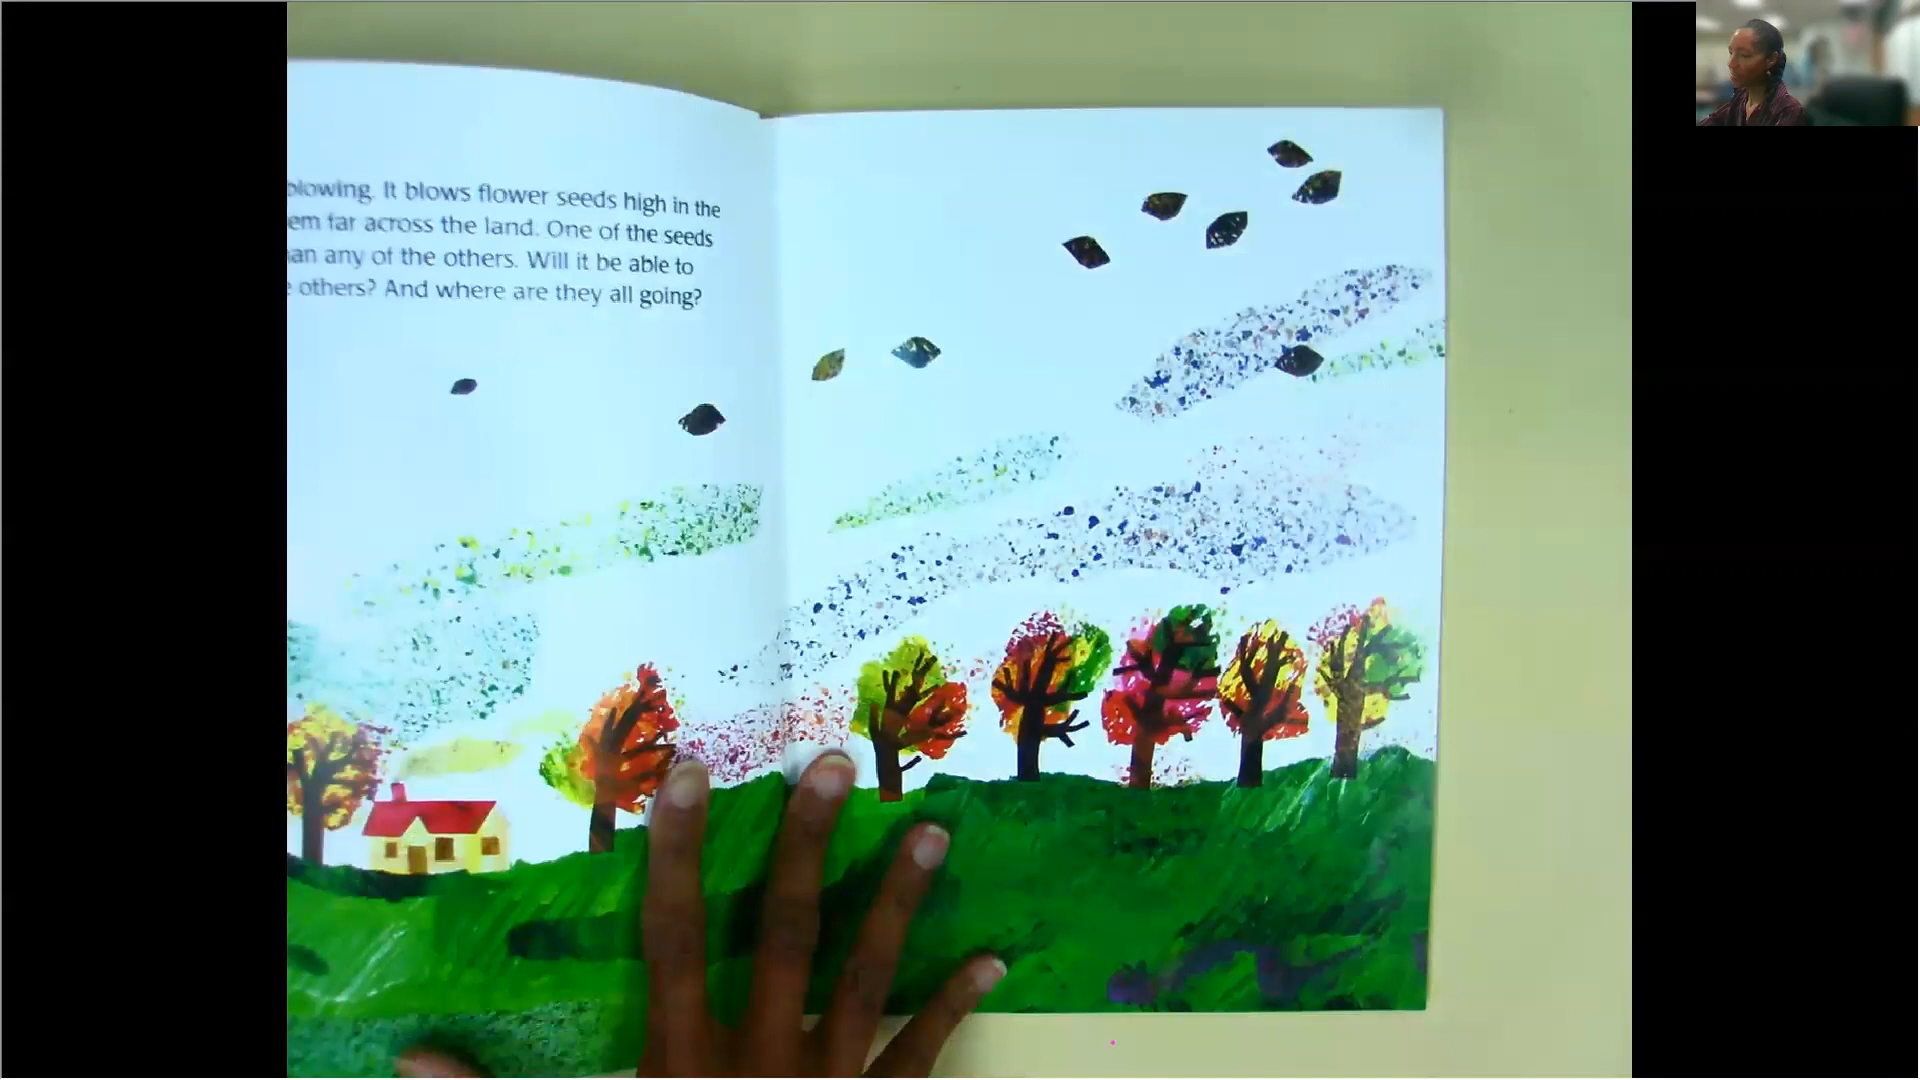 blowing. It blows flower seeds high in the
em far across the land. One of the seeds
an any of the others. Will it be able to
others? And where are they all going?